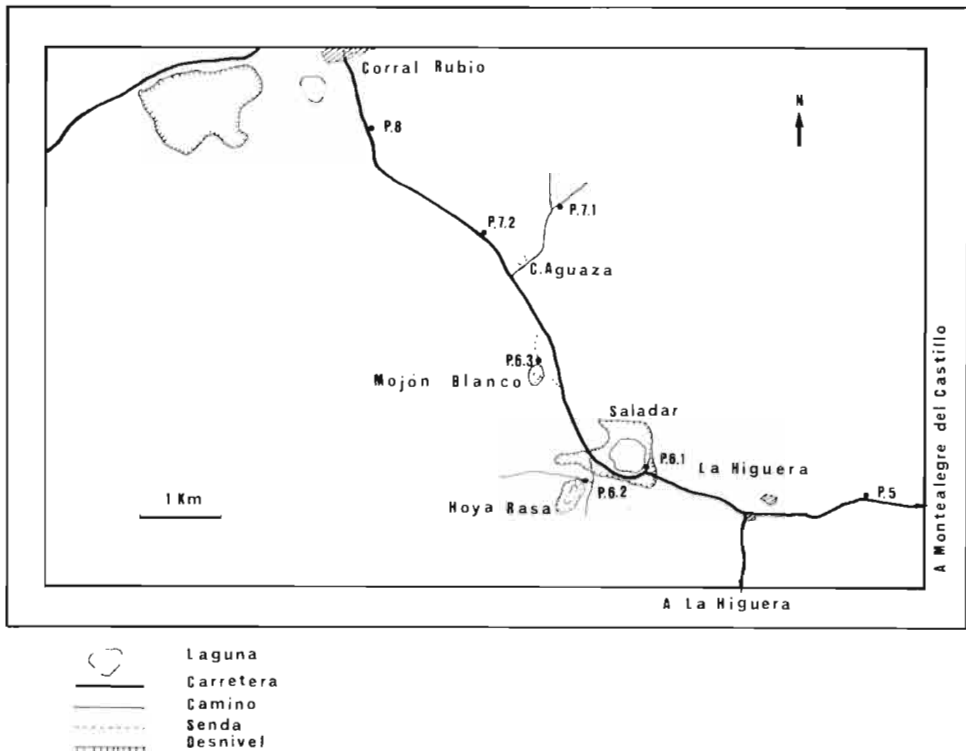 Corral Rubio
N
P.8
P.7.1
P.7.2
C.Aguaza
P.6.3
Mojón Blanco
Saladar
P.6.1
La Higuera
P.6.2
Hoya Rasa
P.5
1 Km
A La Higuera
A Montealegre del Castillo
Laguna
Carretera
Camino
Senda
Desnivel